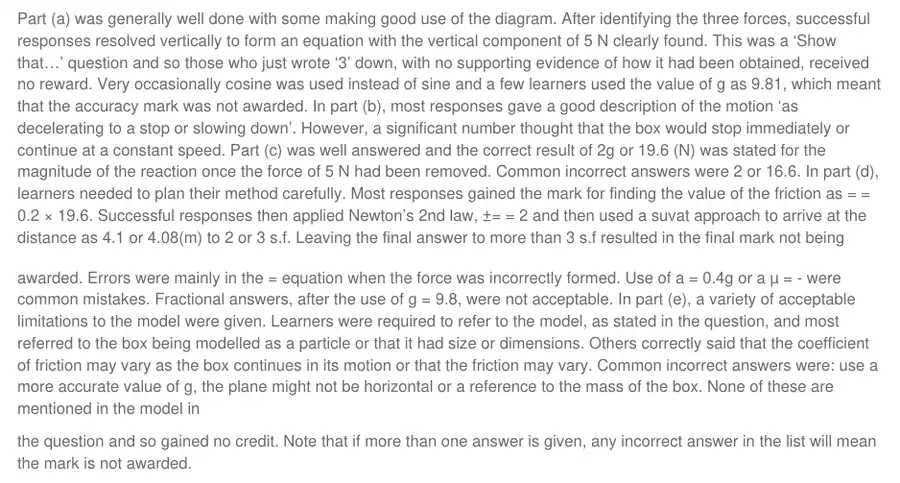 Part (a) was generally well done with some making good use of the diagram. After identifying the three forces, successful
responses resolved vertically to form an equation with the vertical component of 5 N clearly found. This was a ‘Show
that…’ question and so those who just wrote ‘3’ down, with no supporting evidence of how it had been obtained, received
no reward. Very occasionally cosine was used instead of sine and a few learners used the value of g as 9.81, which meant
that the accuracy mark was not awarded. In part (b), most responses gave a good description of the motion ‘as
decelerating to a stop or slowing down’. However, a significant number thought that the box would stop immediately or
continue at a constant speed. Part (c) was well answered and the correct result of 2g or 19.6 (N) was stated for the
magnitude of the reaction once the force of 5 N had been removed. Common incorrect answers were 2 or 16.6. In part (d),
learners needed to plan their method carefully. Most responses gained the mark for finding the value of the friction as = =
0.2 × 19.6. Successful responses then applied Newton’s 2nd law, ±= = 2 and then used a suvat approach to arrive at the
distance as 4.1 or 4.08(m) to 2 or 3 s.f. Leaving the final answer to more than 3 s.f resulted in the final mark not being
awarded. Errors were mainly in the = equation when the force was incorrectly formed. Use of a = 0.4g or a μ = - were
common mistakes. Fractional answers, after the use of g = 9.8, were not acceptable. In part (e), a variety of acceptable
limitations to the model were given. Learners were required to refer to the model, as stated in the question, and most
referred to the box being modelled as a particle or that it had size or dimensions. Others correctly said that the coefficient
of friction may vary as the box continues in its motion or that the friction may vary. Common incorrect answers were: use a
more accurate value of g, the plane might not be horizontal or a reference to the mass of the box. None of these are
mentioned in the model in
the question and so gained no credit. Note that if more than one answer is given, any incorrect answer in the list will mean
the mark is not awarded.